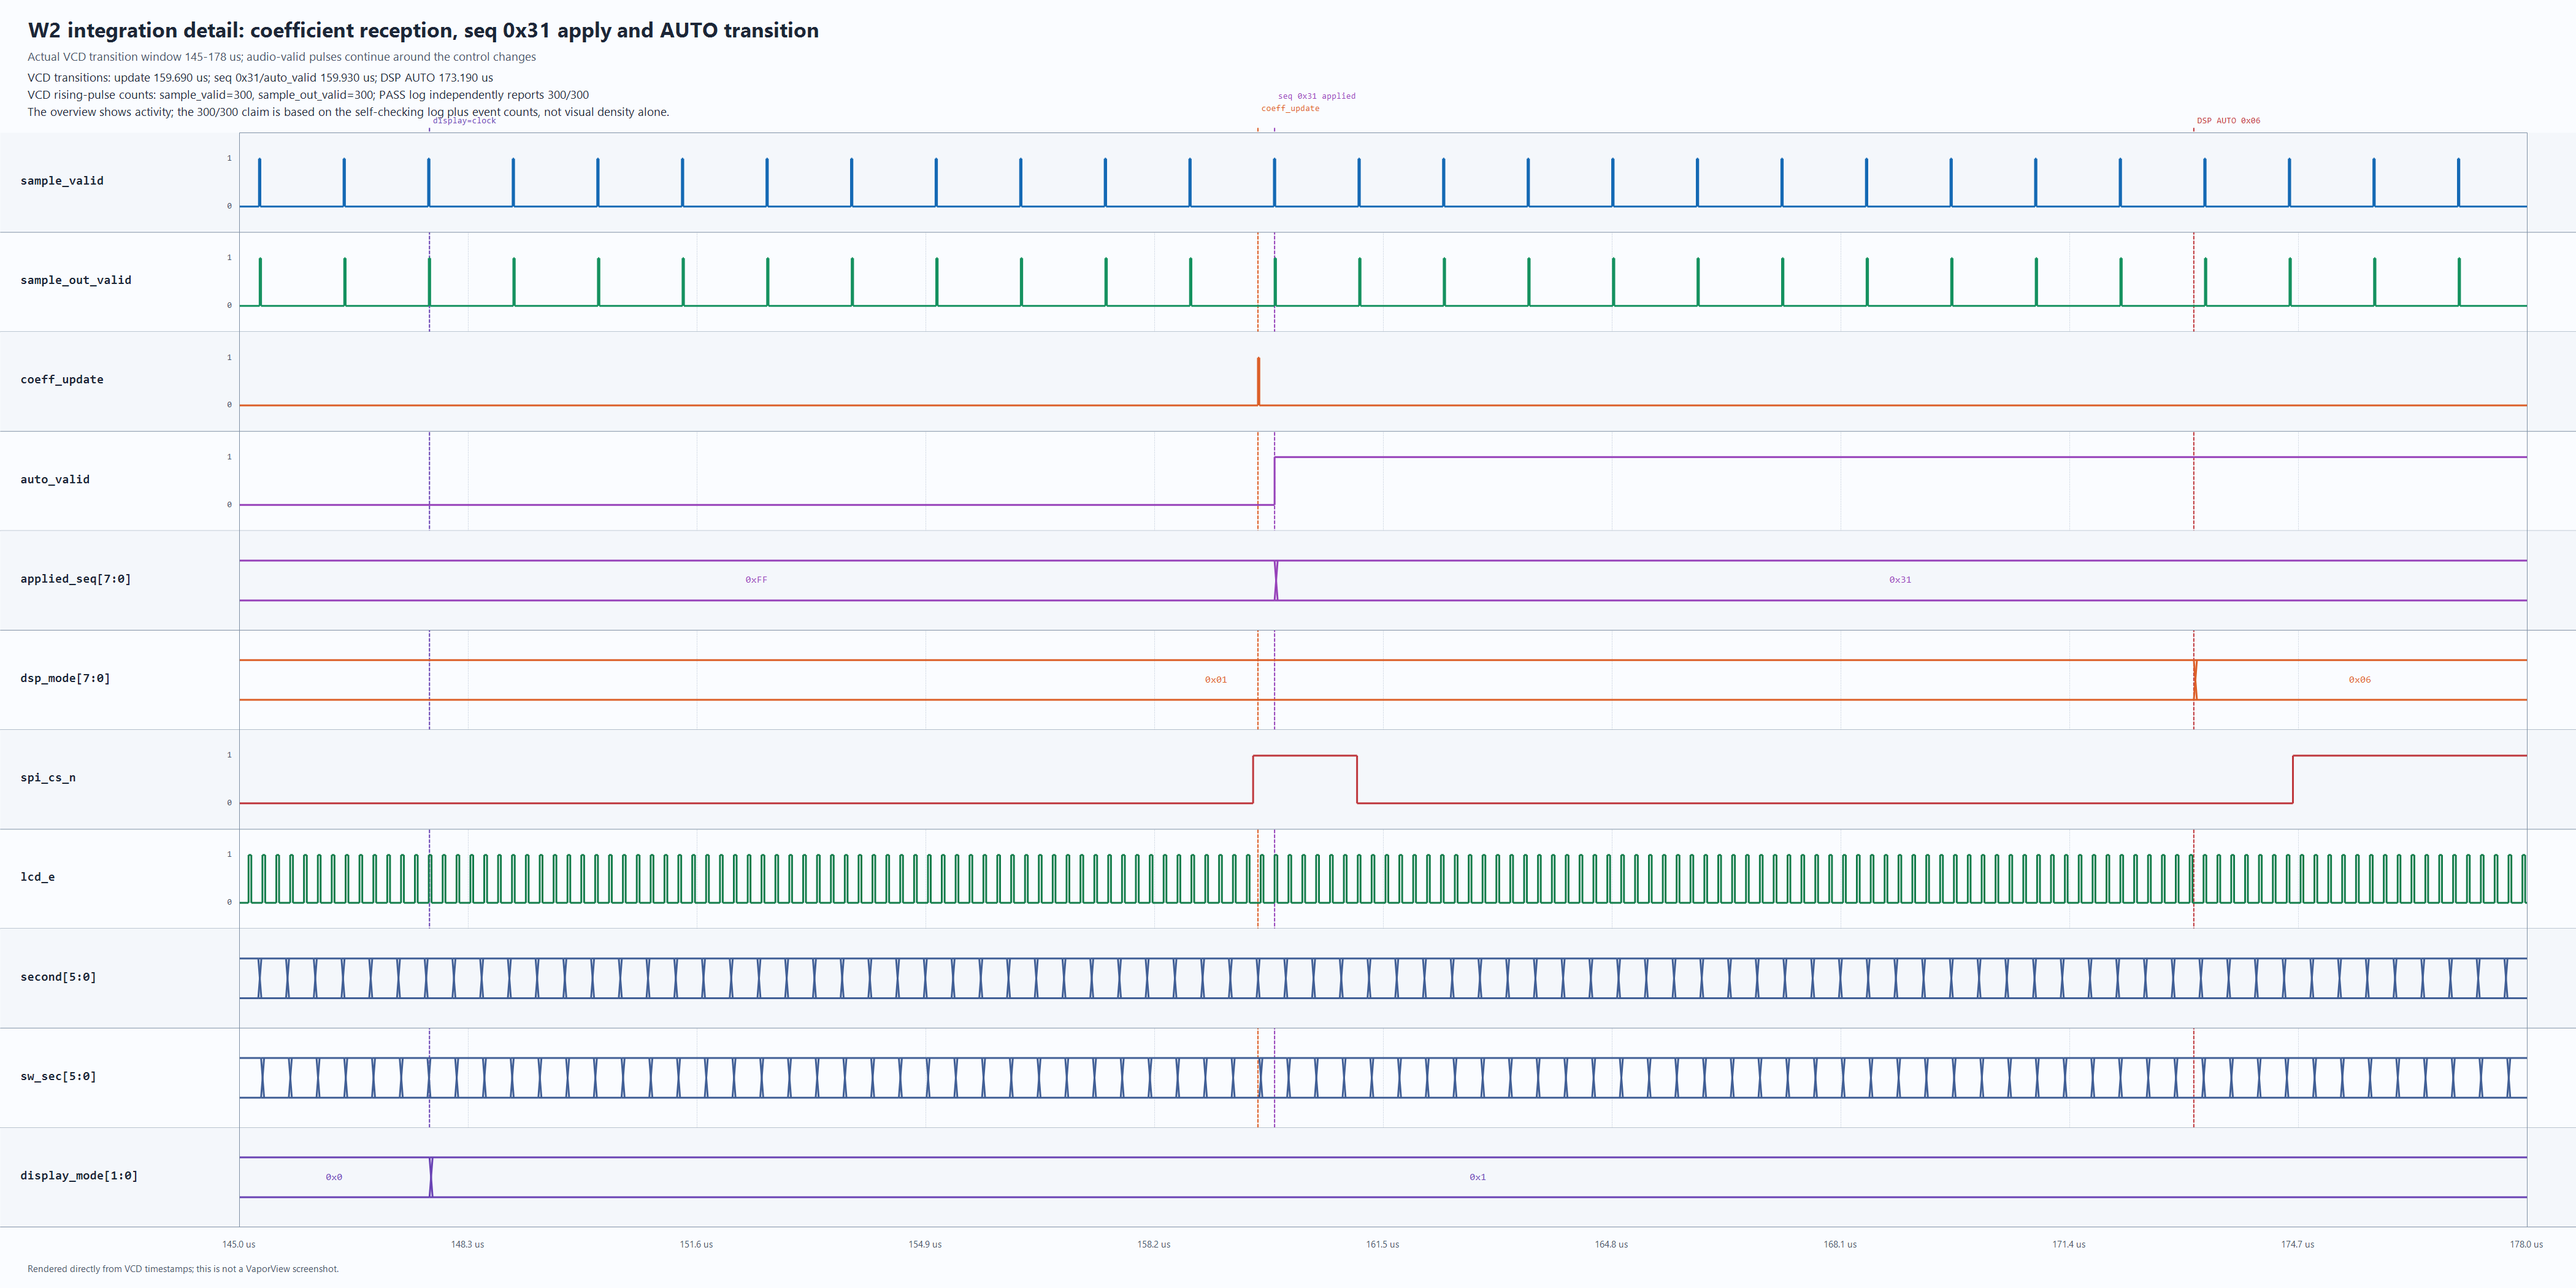 W2 integration detail: coefficient reception, seq 0x31 apply and AUTO transition
Actual VCD transition window 145-178 us; audio-valid pulses continue around the control changes
VCD transitions: update 159.690 us; seq 0x31/auto_valid 159.930 us; DSP AUTO 173.190 us
VCD rising-pulse counts: sample_valid=300, sample_out_valid=300; PASS log independently reports 300/300
The overview shows activity; the 300/300 claim is based on the self-checking log plus event counts, not visual density alone.
seq 0x31 applied
coeff_update
display=clock
DSP AUTO 0x06
sample_valid
1
0
sample_out_valid
1
0
coeff_update
1
0
auto_valid
1
0
applied_seq[7:0]
0xFF
0x31
dsp_mode[7:0]
0x01
0x06
spi_cs_n
1
0
lcd_e
1
0
second[5:0]
sw_sec[5:0]
display_mode[1:0]
0x0
0x1
145.0 us
148.3 us
151.6 us
154.9 us
158.2 us
161.5 us
164.8 us
168.1 us
171.4 us
174.7 us
178.0 us
Rendered directly from VCD timestamps; this is not a VaporView screenshot.